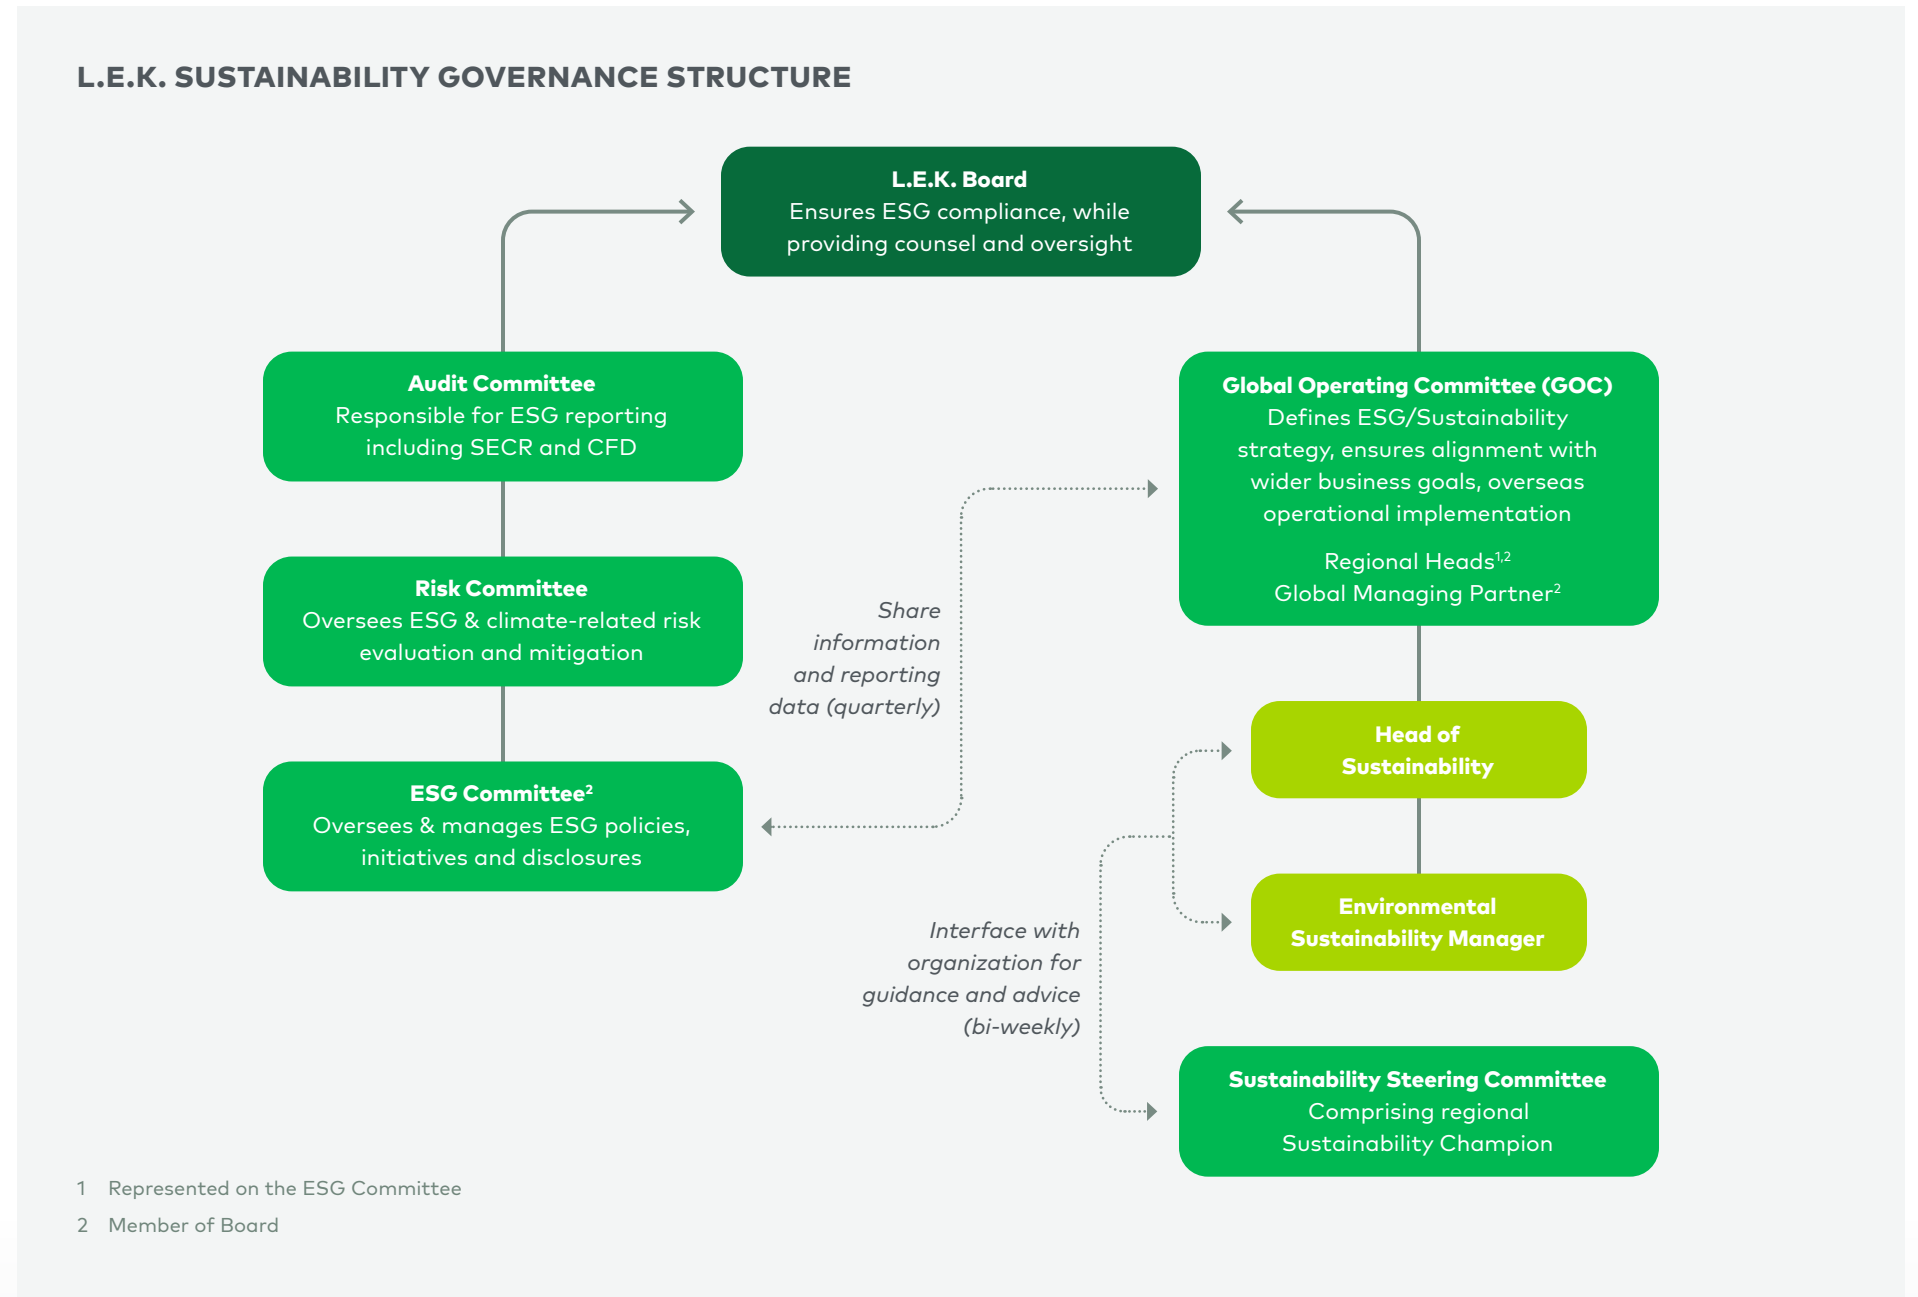 L.E.K. SUSTAINABILITY GOVERNANCE STRUCTURE
L.E.K. Board
Ensures ESG compliance, while
providing counsel and oversight
Audit Committee
Responsible for ESG reporting
including SECR and CFD
Risk Committee
Oversees ESG & climate-related risk
evaluation and mitigation
ESG Committee²
Oversees & manages ESG policies,
initiatives and disclosures
Share
information
and reporting
data (quarterly)
Global Operating Committee (GOC)
Defines ESG/Sustainability
strategy, ensures alignment with
wider business goals, overseas
operational implementation
Regional Heads¹,²
Global Managing Partner²
Head of
Sustainability
Environmental
Sustainability Manager
Interface with
organization for
guidance and advice
(bi-weekly)
Sustainability Steering Committee
Comprising regional
Sustainability Champion
1 Represented on the ESG Committee
2 Member of Board